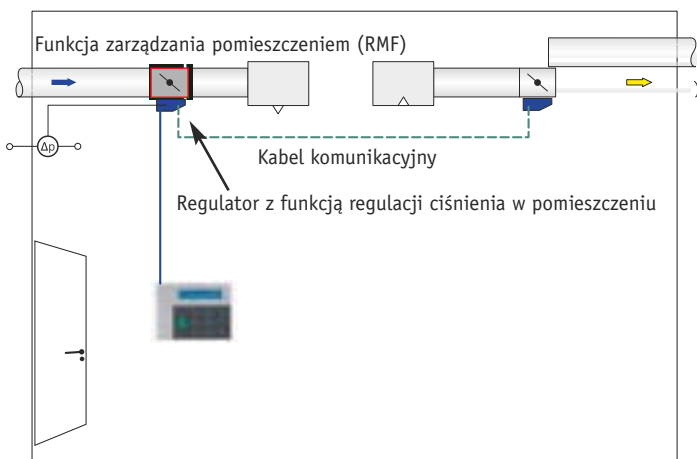 Funkcja zarządzania pomieszczeniem (RMF)
Δp
Kabel komunikacyjny
Regulator z funkcją regulacji ciśnienia w pomieszczeniu